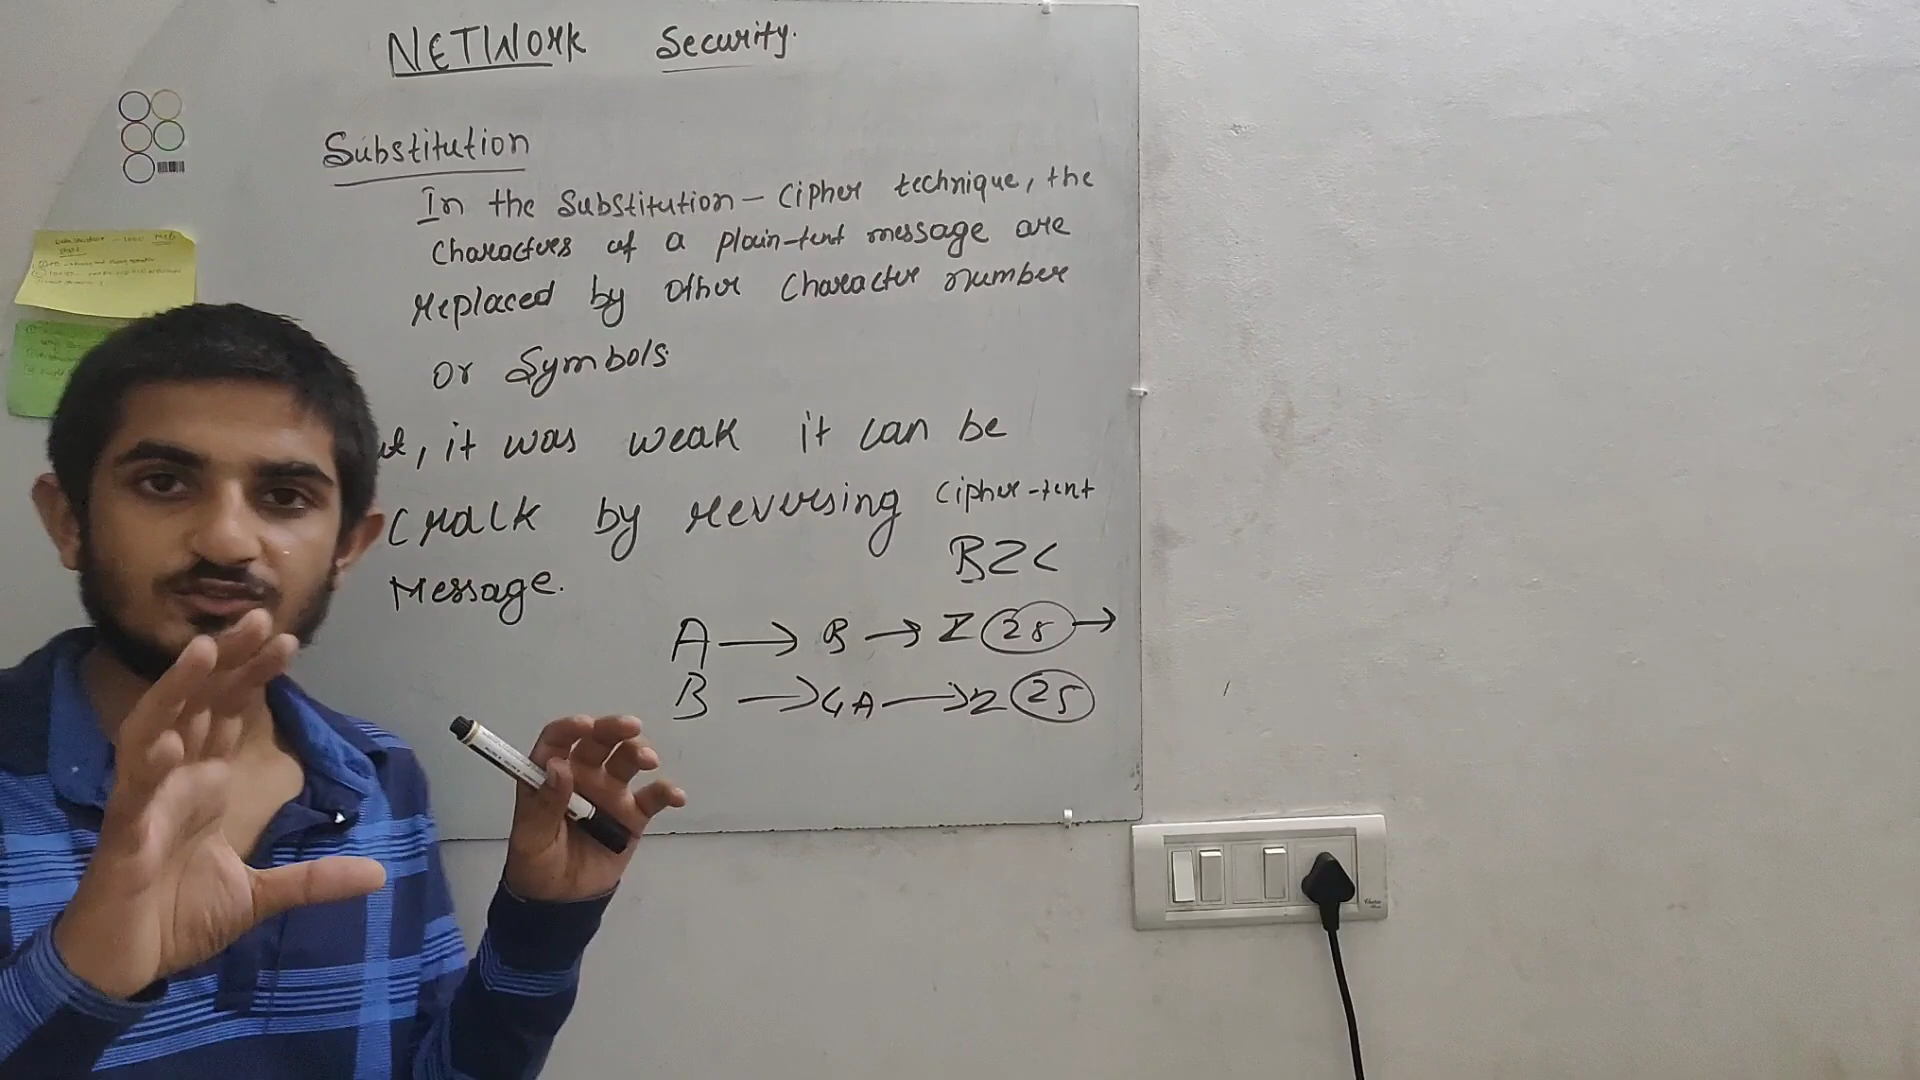 NETWORK Security.
Substitution
In the Substitution - Cipher technique, the
Characters of a plain-text message are
replaced by other Character number
or Symbols.
, it was weak it can be
Crack by reversing Cipher-text
Message.
BZC
A → B → Z 25 →
B → C A → Z 25